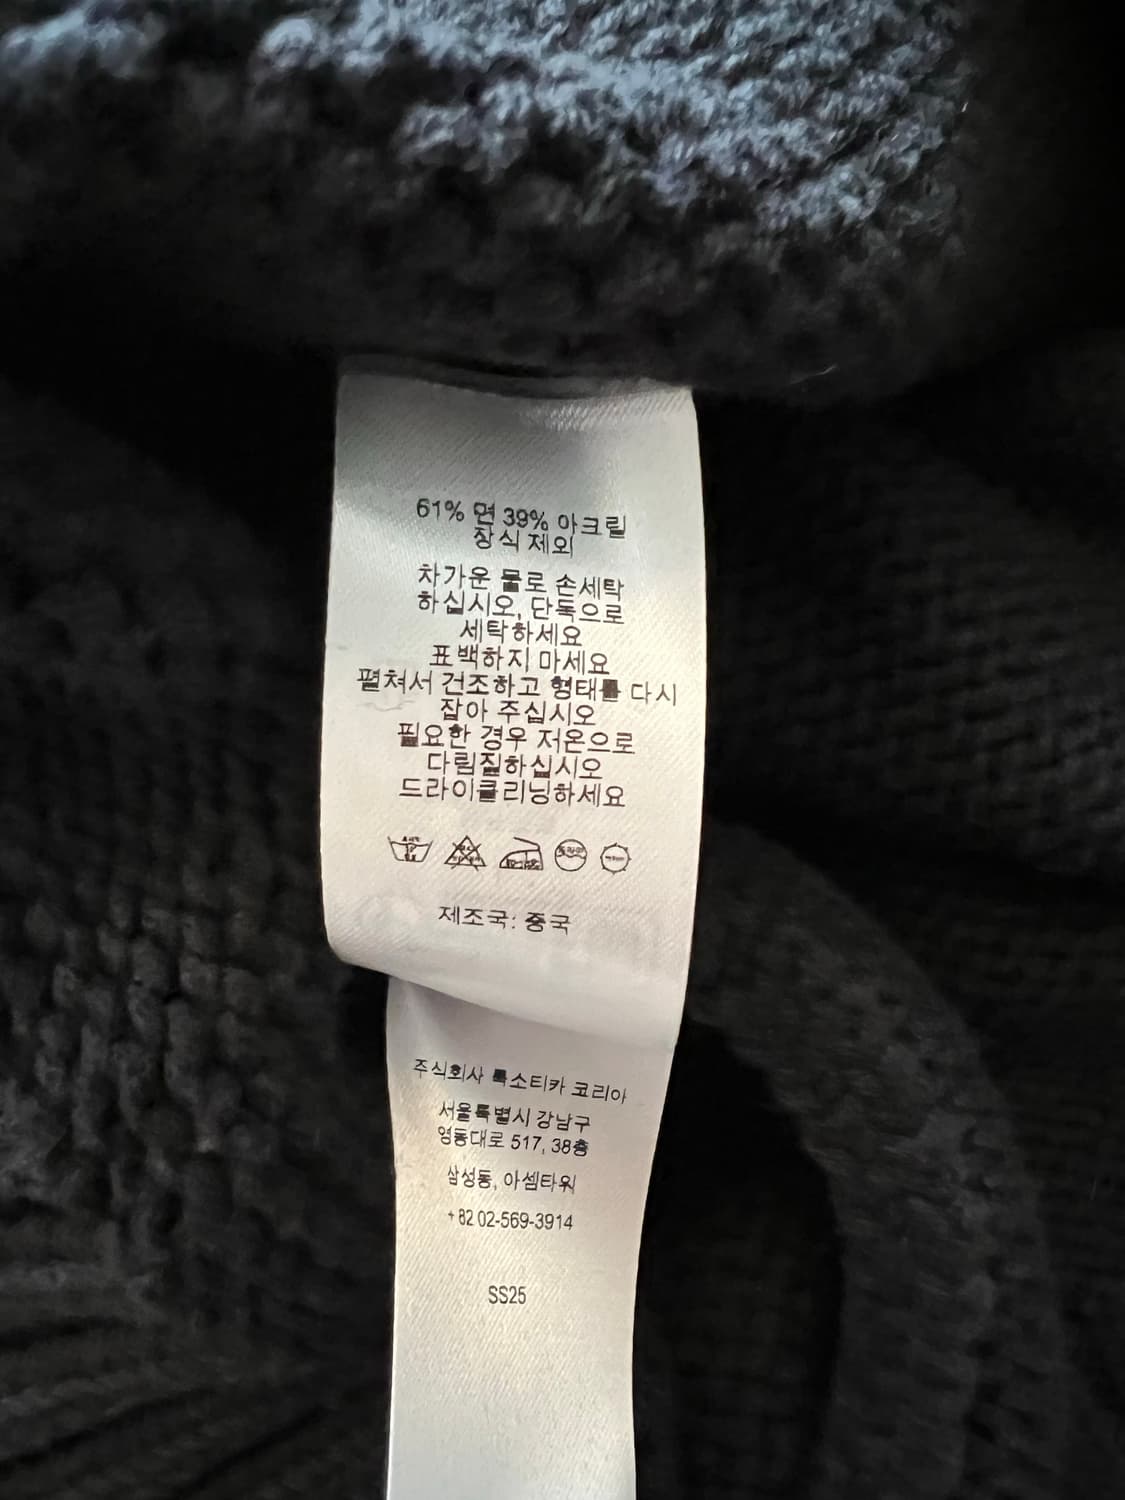 61% 면 39% 아크릴
장식 제외
차가운 물로 손세탁
하십시오, 단독으로
세탁하세요
표백하지 마세요
펼쳐서 건조하고 형태를 다시
잡아 주십시오
필요한 경우 저온으로
다림질하십시오
드라이클리닝하세요
제조국: 중국
주식회사 룩소티카 코리아
서울특별시 강남구
영동대로 517, 38층
삼성동, 아셈타워
+82 02-569-3914
SS25